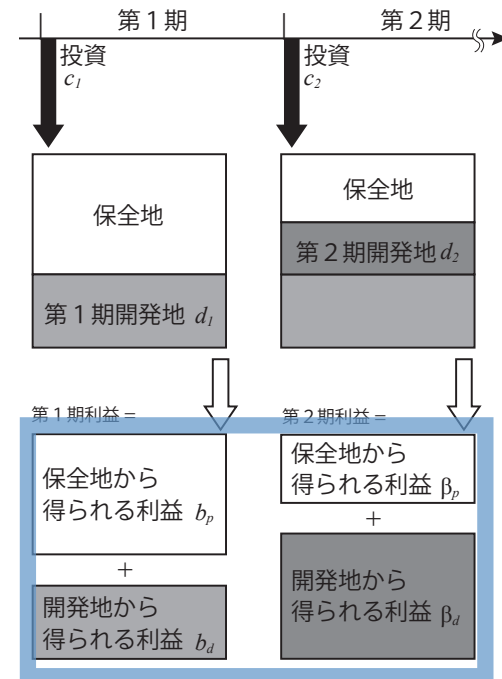 第１期
第２期
投資
c₁
投資
c₂
保全地
第１期開発地 d₁
保全地
第２期開発地 d₂
第１期利益＝
保全地から
得られる利益 bₚ
+
開発地から
得られる利益 b_d
第２期利益＝
保全地から
得られる利益 βₚ
+
開発地から
得られる利益 β_d